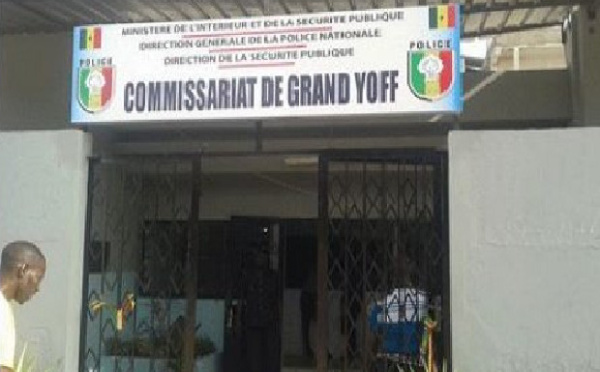 MINISTERE DE L'INTERIEUR ET DE LA SECURITE PUBLIQUE
DIRECTION GENERALE DE LA POLICE NATIONALE
DIRECTION DE LA SECURITE PUBLIQUE
POLICE
POLICE
COMMISSARIAT DE GRAND YOFF